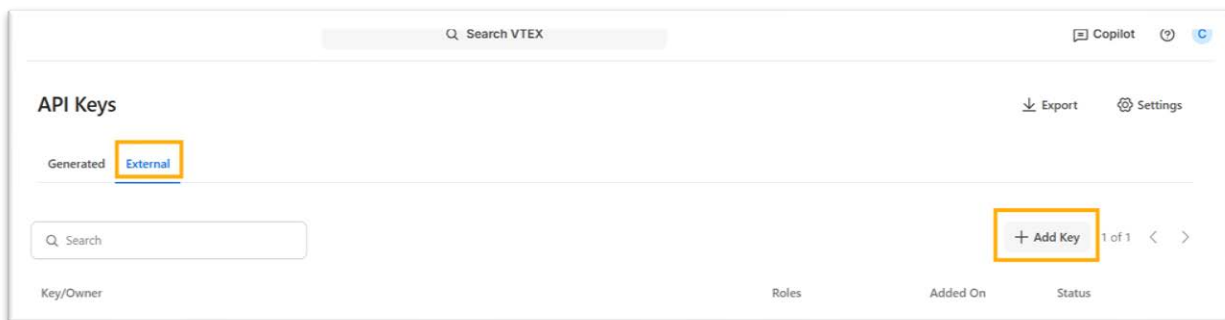 Search VTEX Copilot C
API Keys Export Settings
Generated External
Search + Add Key 1 of 1
Key/Owner Roles Added On Status